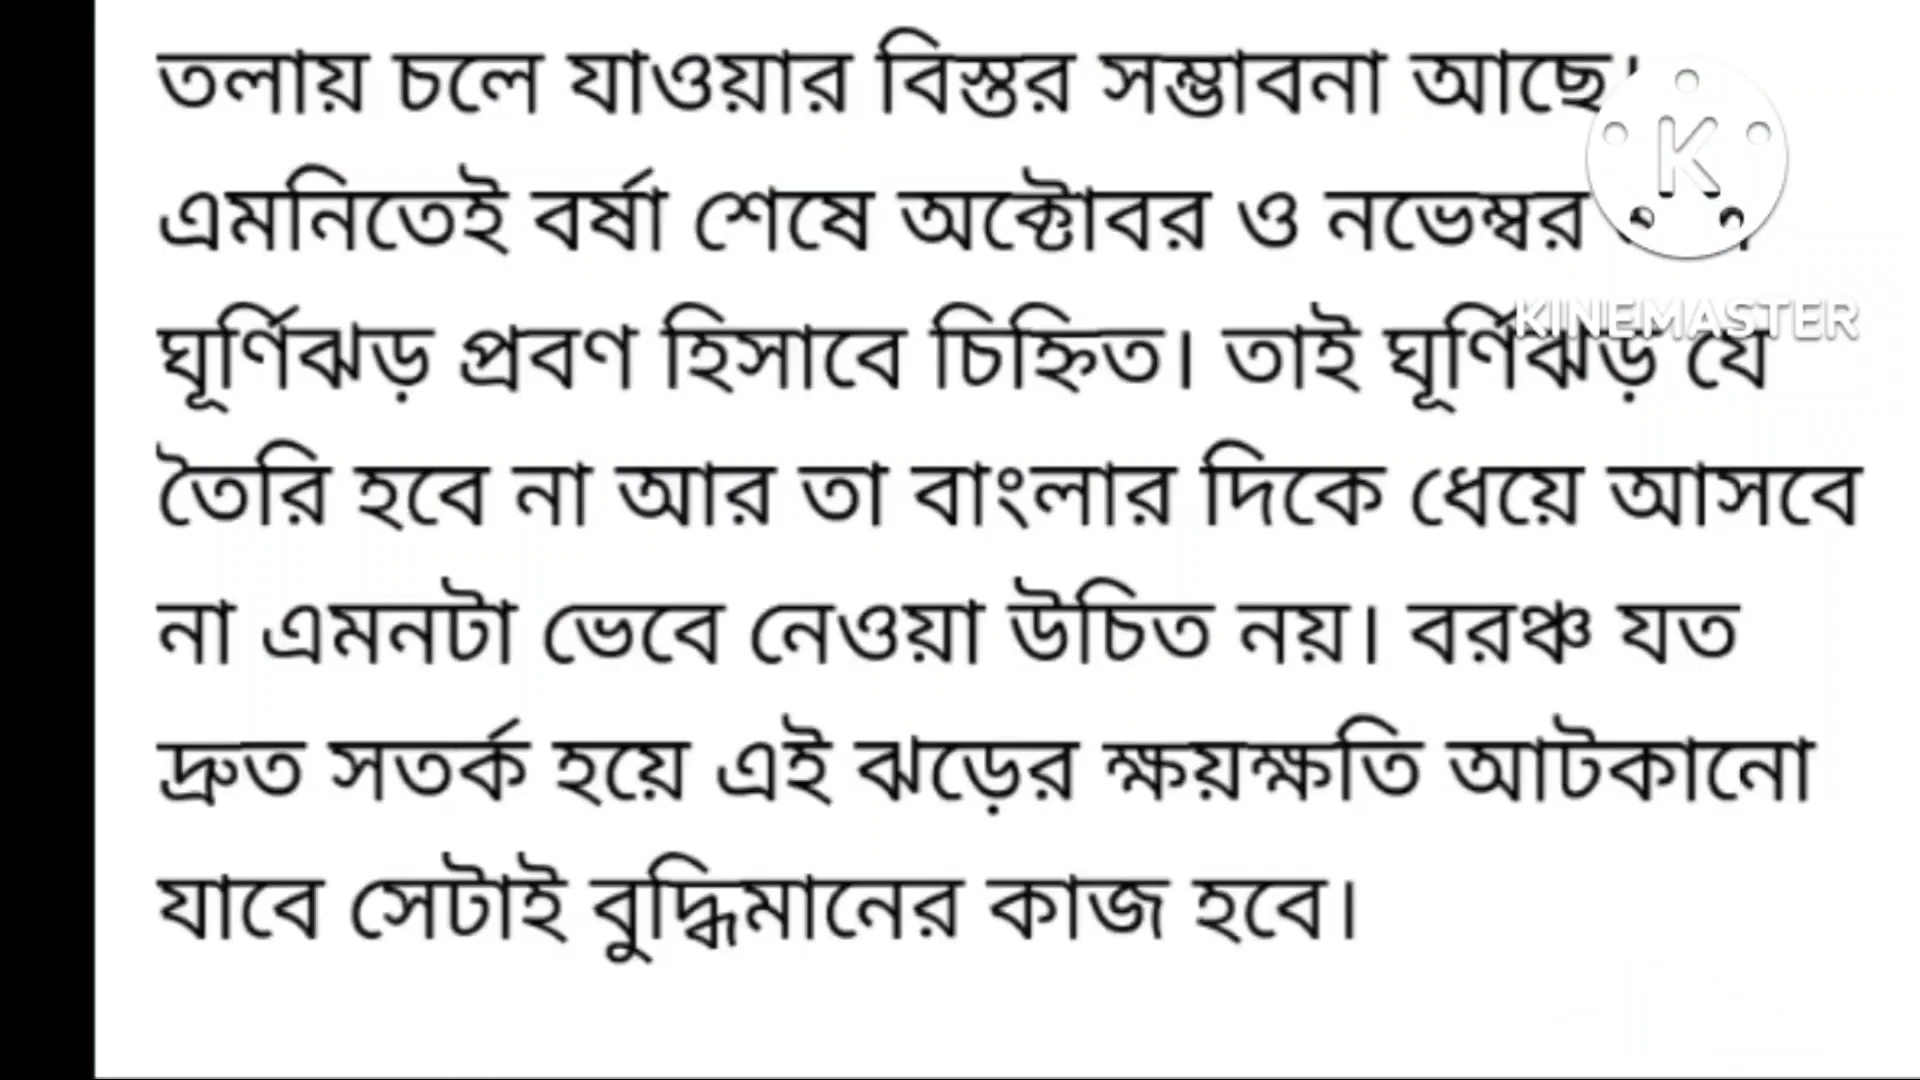 তলায় চলে যাওয়ার বিস্তর সম্ভাবনা আছে।
এমনিতেই বর্ষা শেষে অক্টোবর ও নভেম্বর
ঘূর্ণিঝড় প্রবণ হিসাবে চিহ্নিত। তাই ঘূর্ণিঝড় যে
তৈরি হবে না আর তা বাংলার দিকে ধেয়ে আসবে
না এমনটা ভেবে নেওয়া উচিত নয়। বরঞ্চ যত
দ্রুত সতর্ক হয়ে এই ঝড়ের ক্ষয়ক্ষতি আটকানো
যাবে সেটাই বুদ্ধিমানের কাজ হবে।
K
KINEMASTER